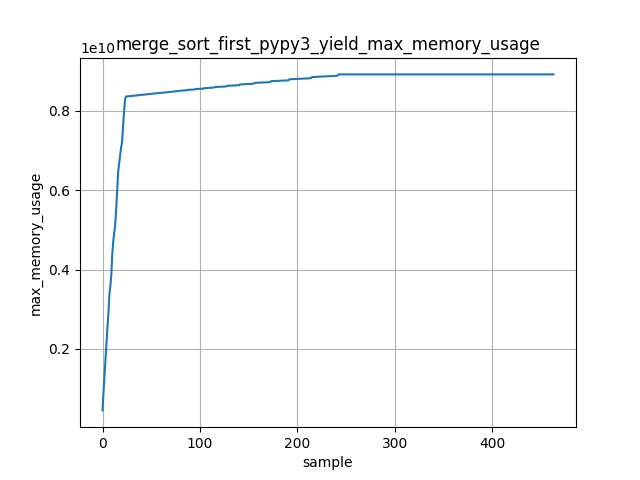 merge_sort_first_pypy3_yield_max_memory_usage
1e10
0.8
0.6
0.4
0.2
max_memory_usage
0 100 200 300 400
sample